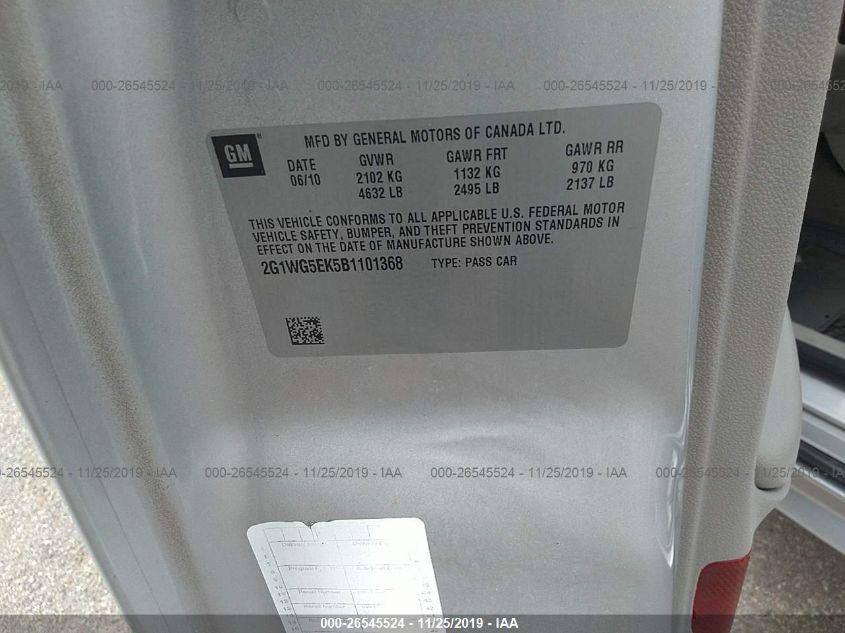 000-26545524 - 11/25/2019 - IAA
MFD BY GENERAL MOTORS OF CANADA LTD.
GM
DATE GVWR GAWR FRT GAWR RR
06/10 2102 KG 1132 KG 970 KG
4632 LB 2495 LB 2137 LB
THIS VEHICLE CONFORMS TO ALL APPLICABLE U.S. FEDERAL MOTOR
VEHICLE SAFETY, BUMPER, AND THEFT PREVENTION STANDARDS IN
EFFECT ON THE DATE OF MANUFACTURE SHOWN ABOVE.
2G1WG5EK5B1101368 TYPE: PASS CAR
000-26545524 - 11/25/2019 - IAA
000-26545524 - 11/25/2019 - IAA